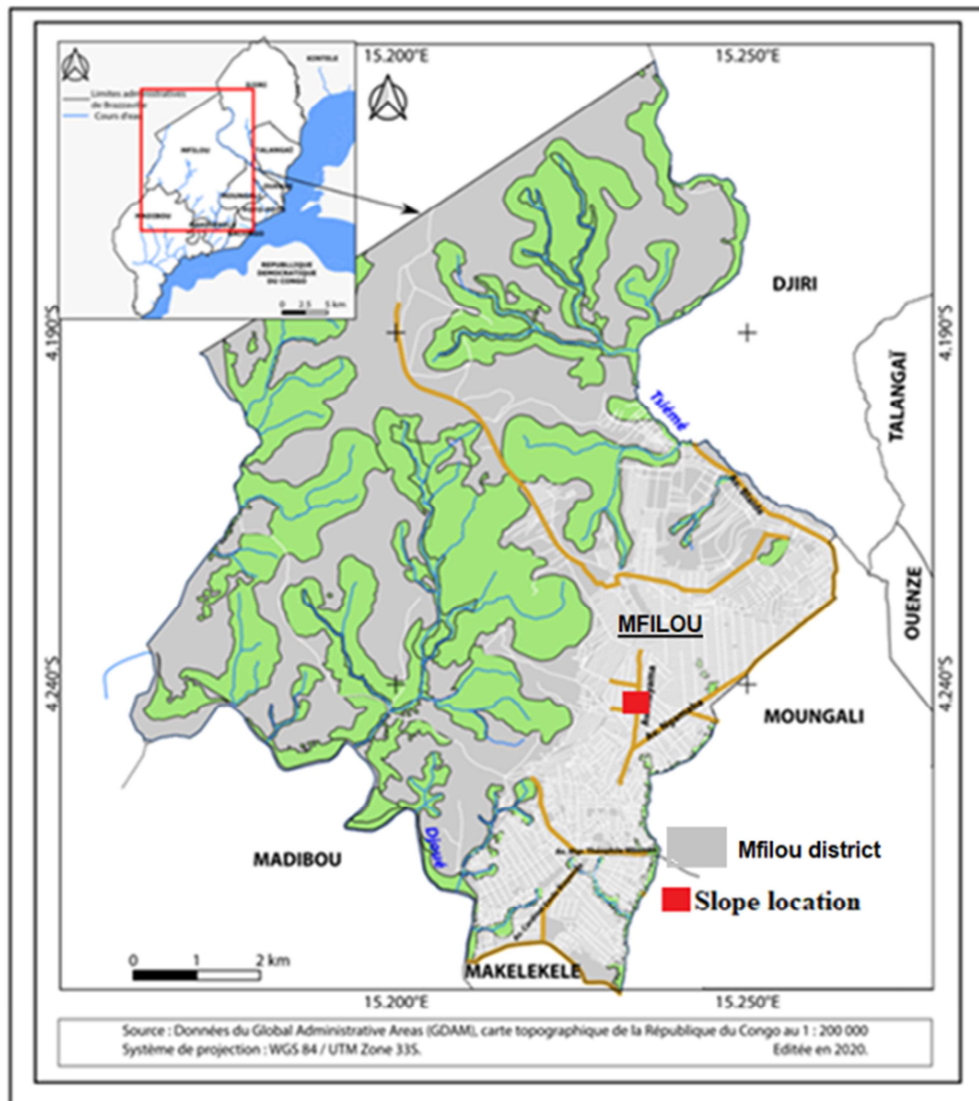 KINTELE
DJIRI
Limites administratives
de Brazzaville
Cours d'eau
MFILOU
TALANGAÏ
MADIBOU
REPUBLIQUE
DEMOCRATIQUE
DU CONGO
0 2.5 5 km
15.200°E
15.250°E
4.190°S
4.190°S
DJIRI
TALANGAÏ
Tsiémé
OUENZE
MFILOU
4.240°S
4.240°S
MOUNGALI
MADIBOU
Djoué
Mfilou district
Slope location
0 1 2 km
MAKELEKELE
15.200°E
15.250°E
Source : Données du Global Administrative Areas (GDAM), carte topographique de la République du Congo au 1 : 200 000
Système de projection : WGS 84 / UTM Zone 33S.
Editée en 2020.